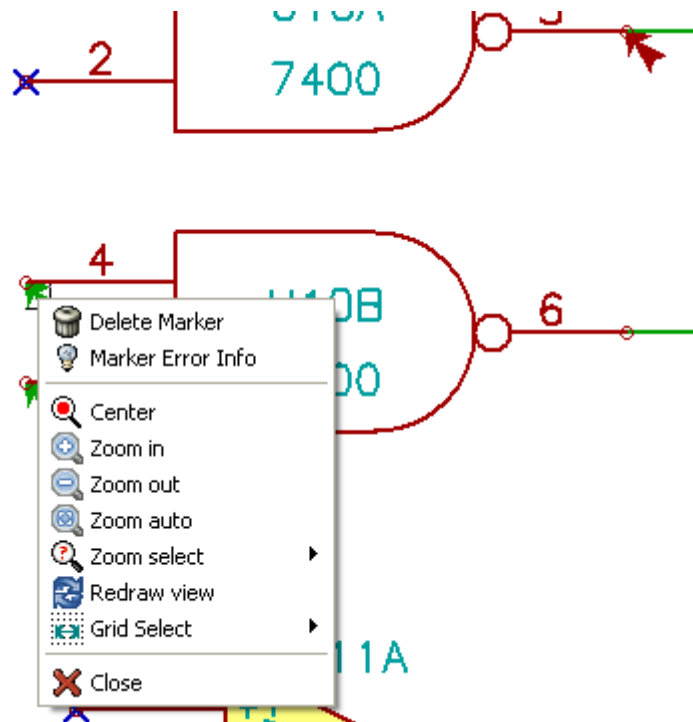 2
7400
4
6
Delete Marker
Marker Error Info
Center
Zoom in
Zoom out
Zoom auto
Zoom select
Redraw view
Grid Select
Close